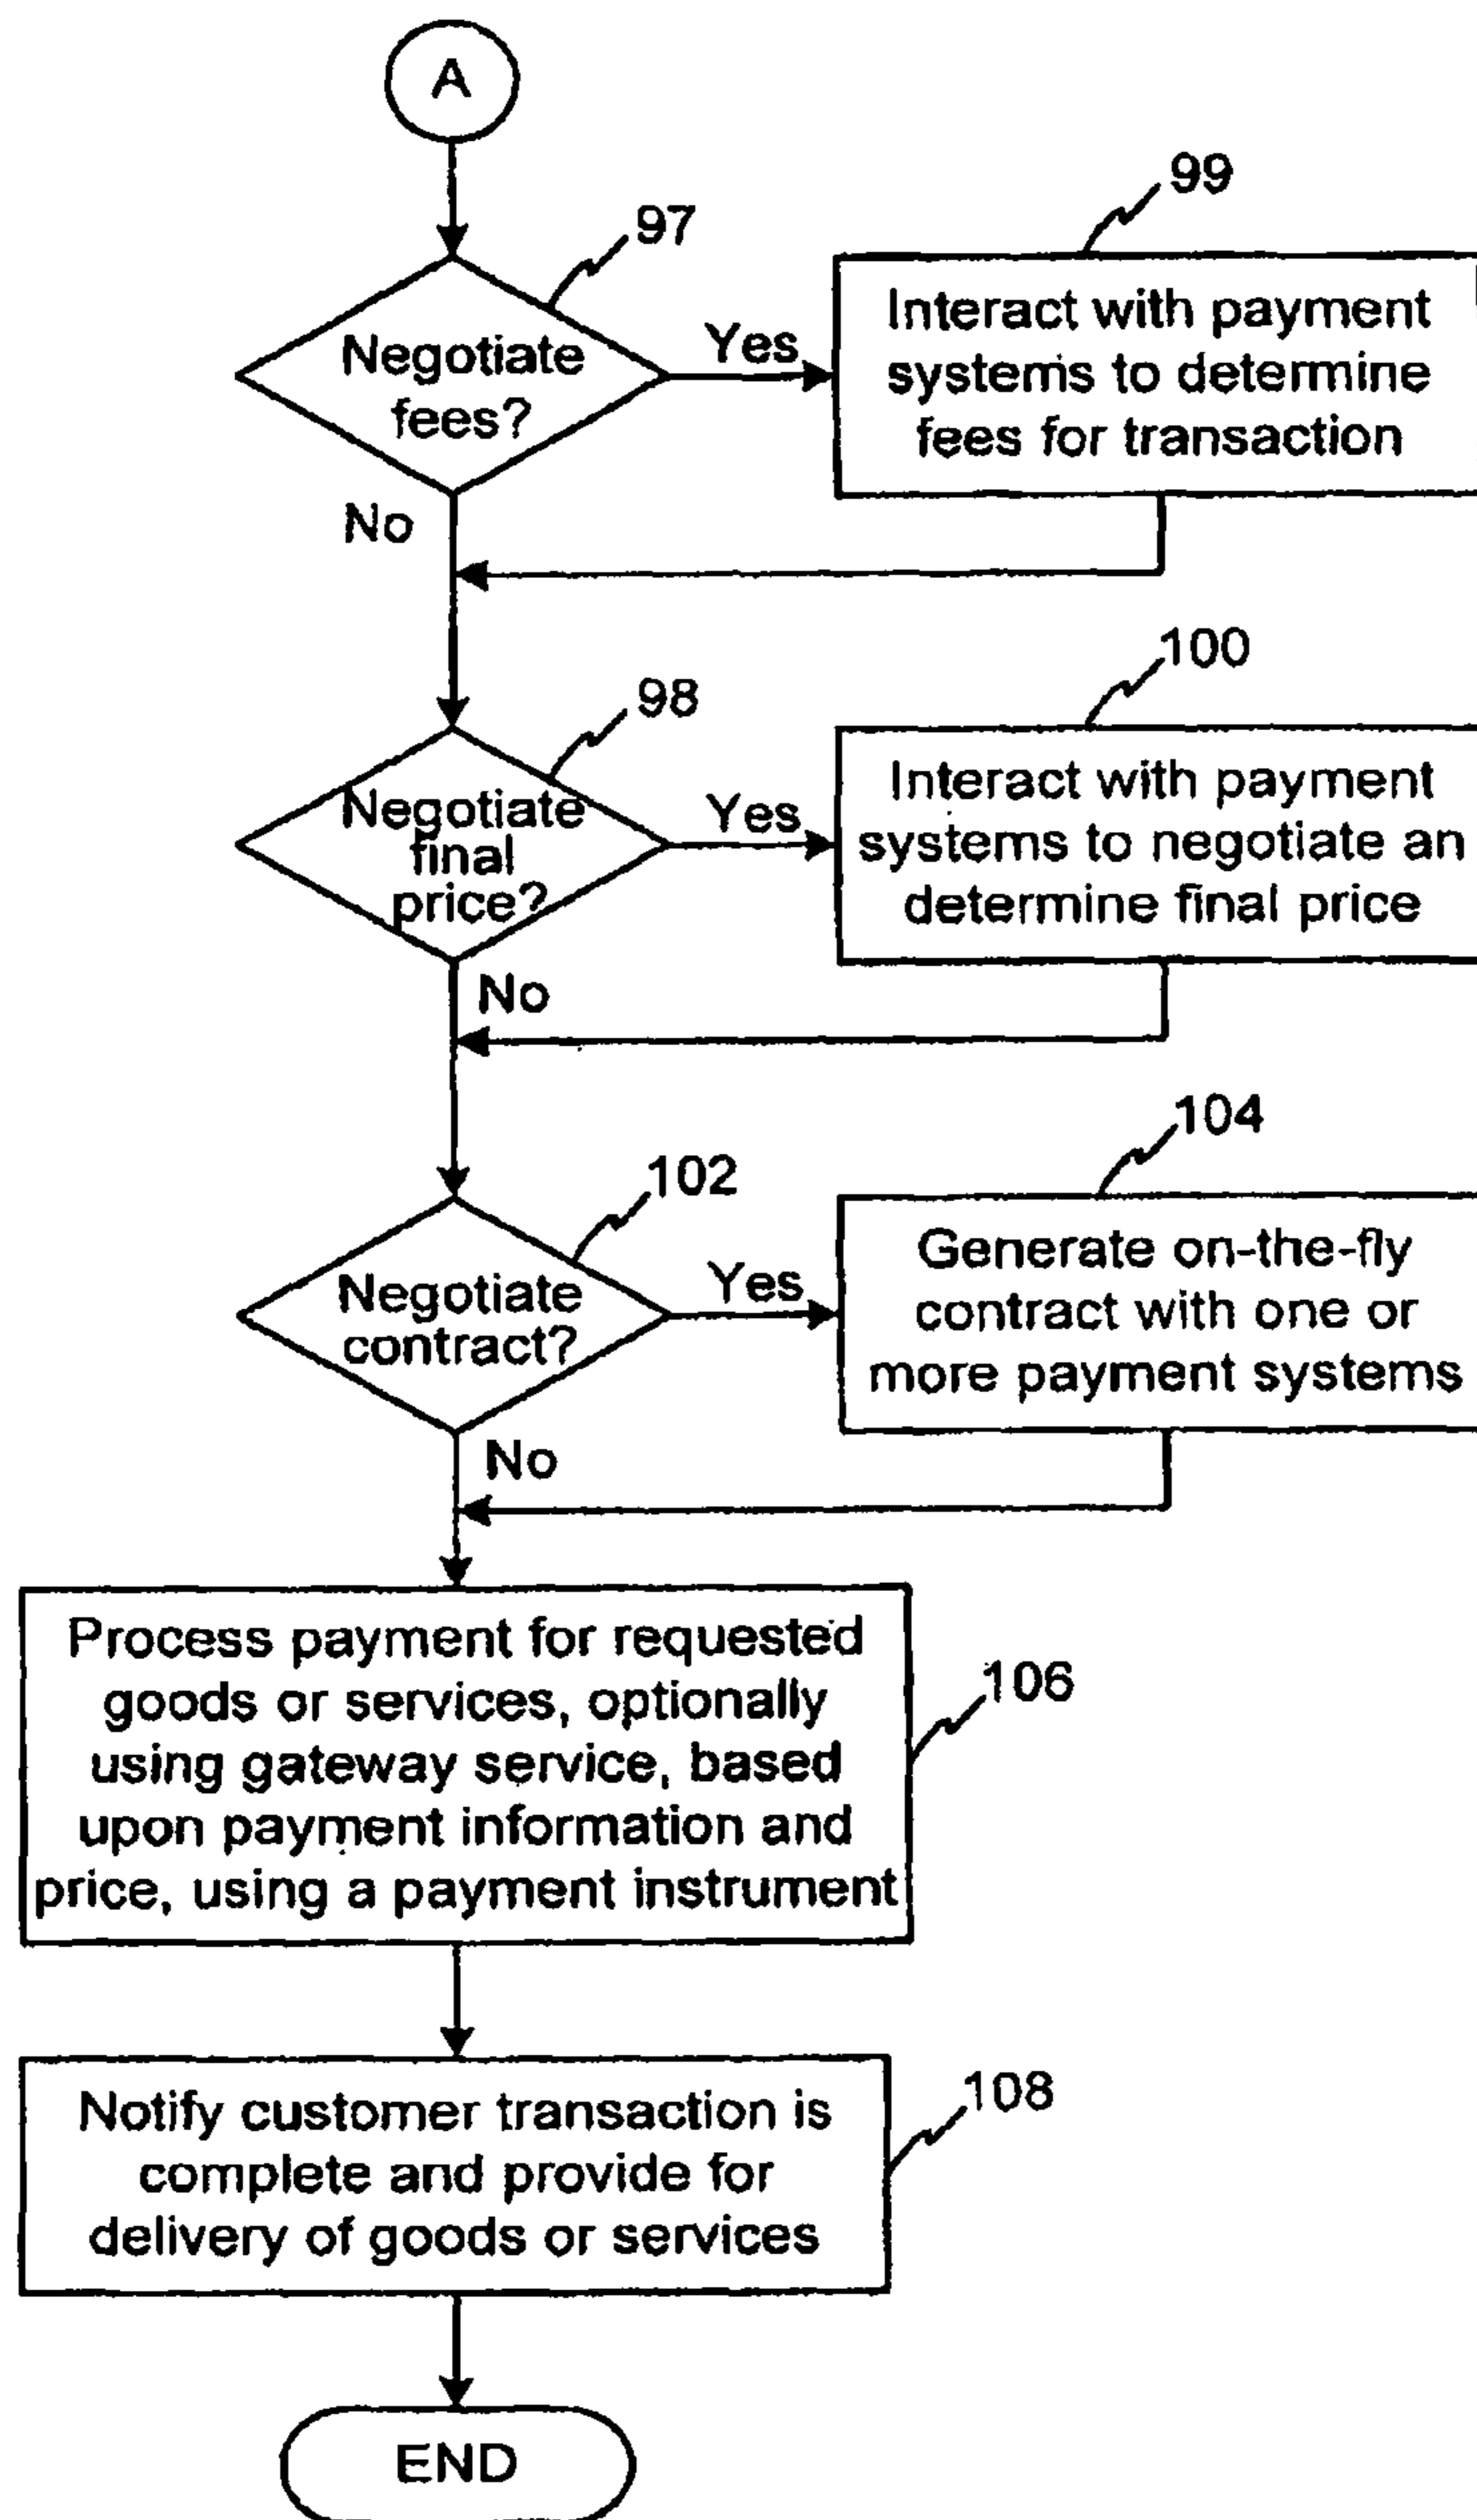 A
97
99
Negotiate
fees?
Yes
Interact with payment
systems to determine
fees for transaction
No
98
100
Negotiate
final
price?
Yes
Interact with payment
systems to negotiate an
determine final price
No
102
104
Negotiate
contract?
Yes
Generate on-the-fly
contract with one or
more payment systems
No
Process payment for requested
goods or services, optionally
using gateway service, based
upon payment information and
price, using a payment instrument
106
Notify customer transaction is
complete and provide for
delivery of goods or services
108
END